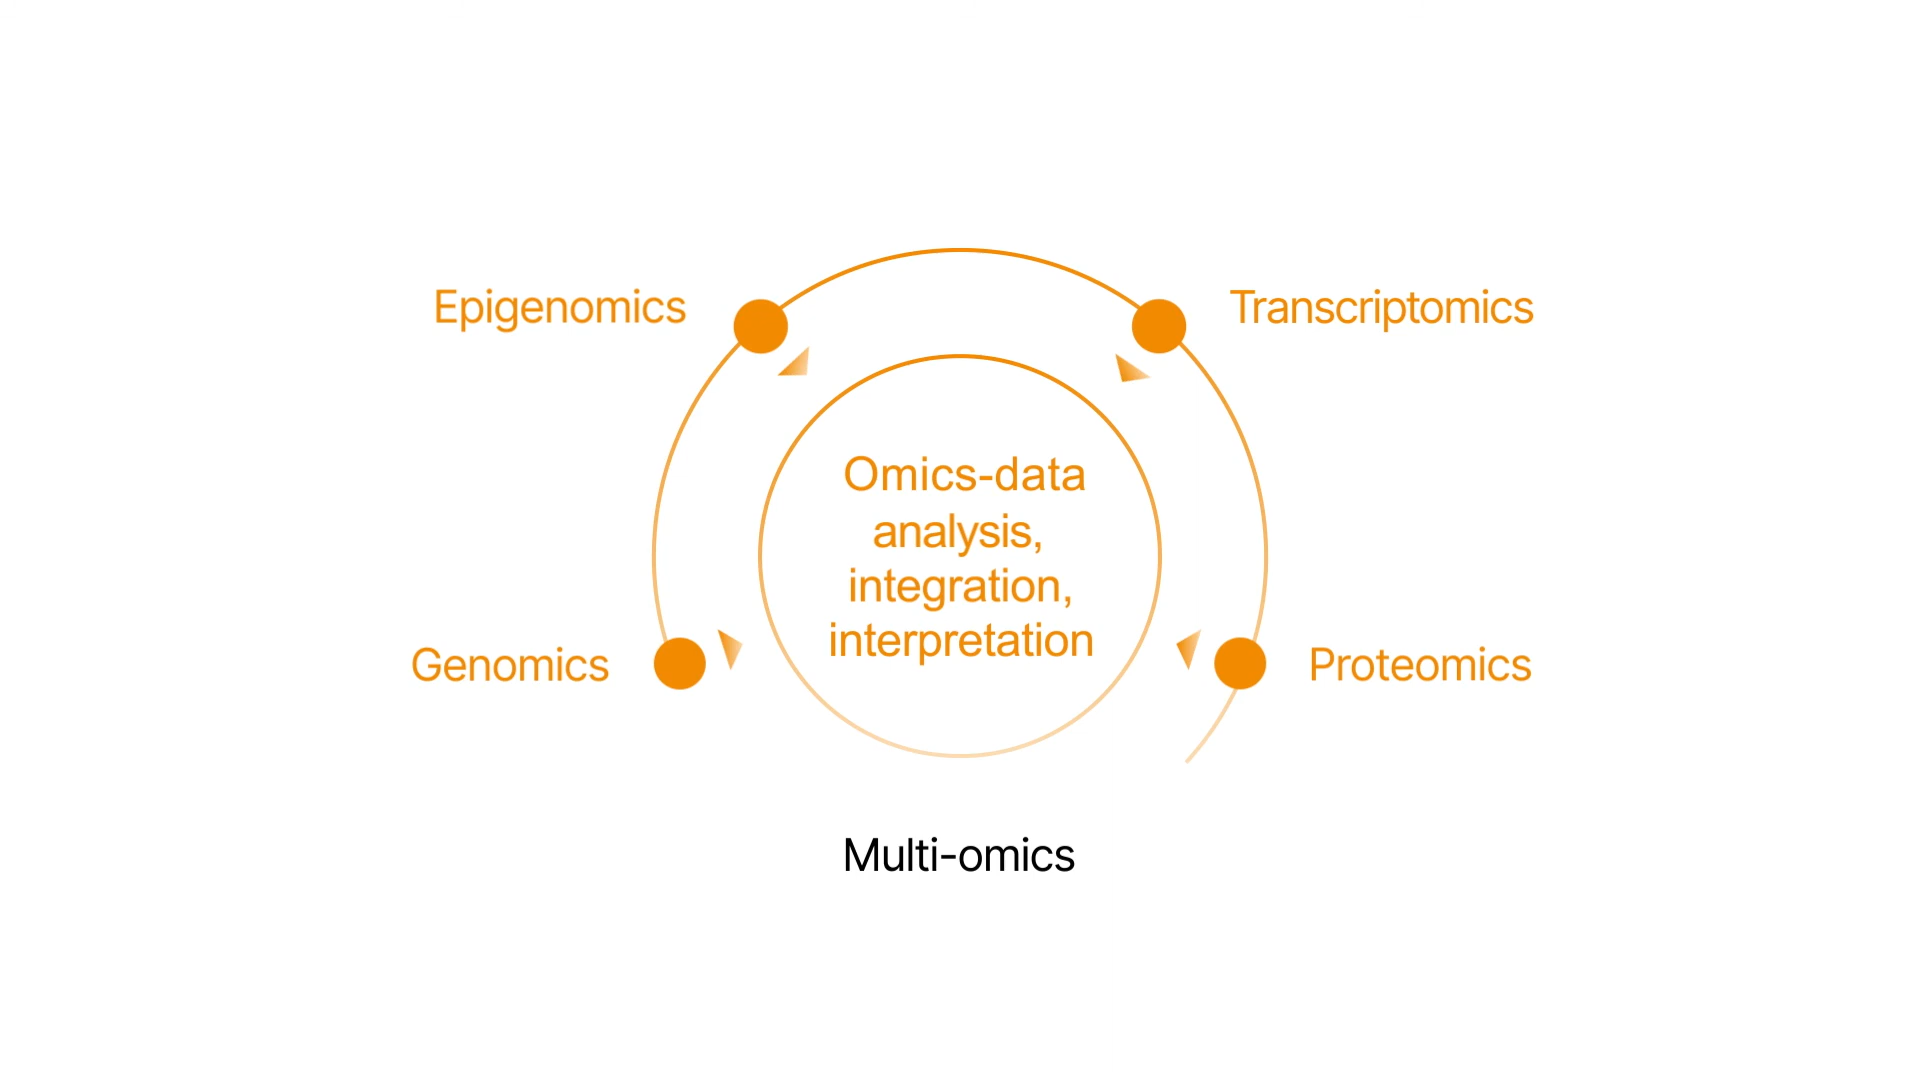 Epigenomics
Transcriptomics
Omics-data
analysis,
integration,
interpretation
Genomics
Proteomics
Multi-omics